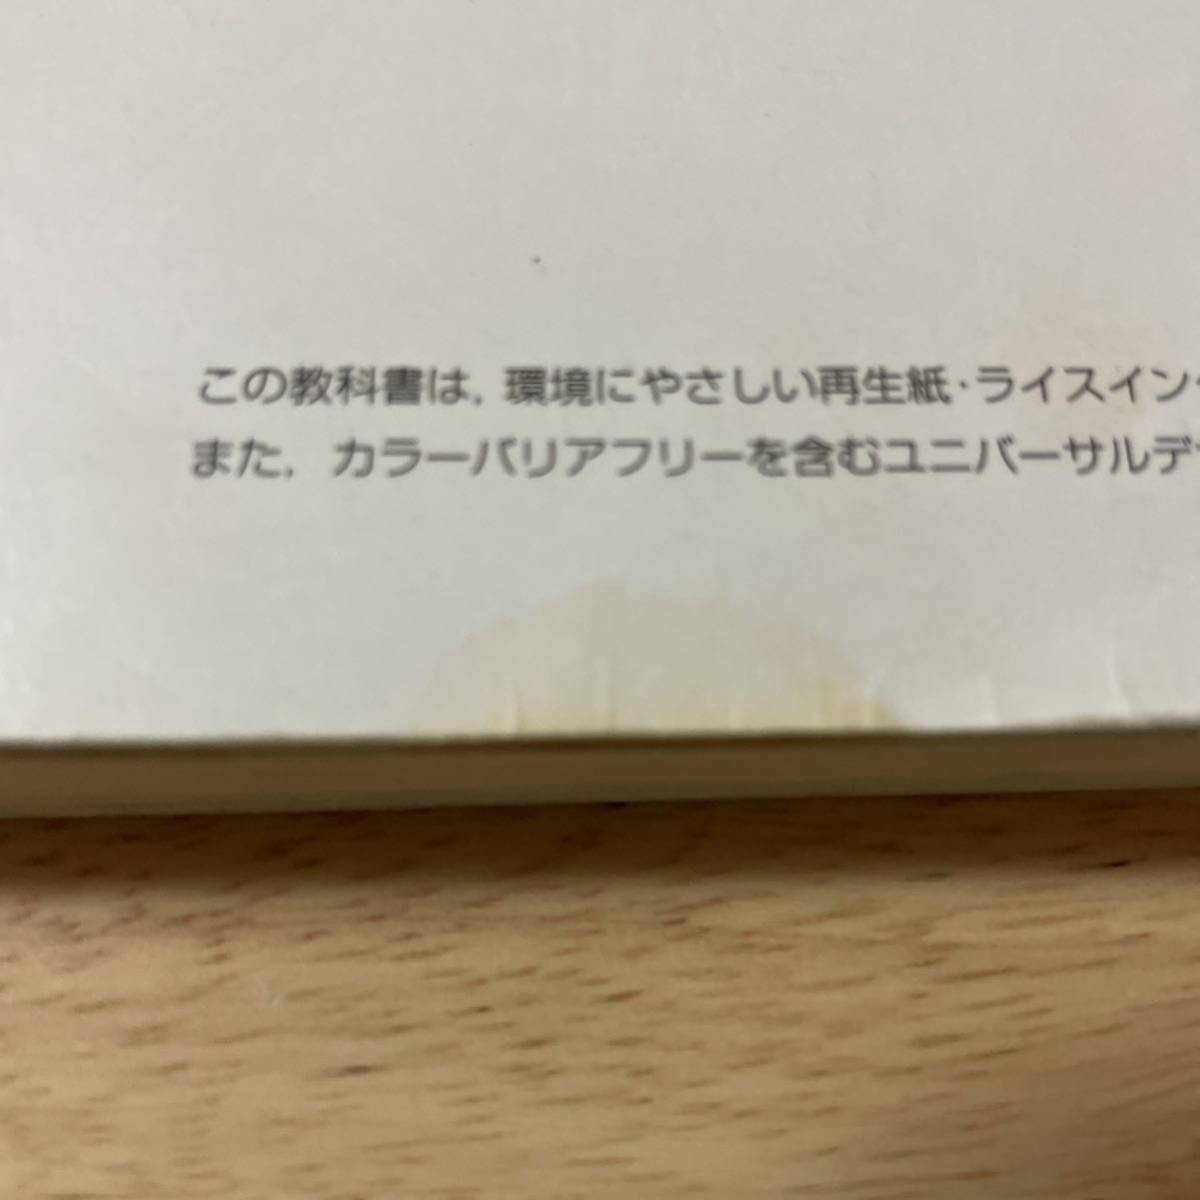 この教科書は，環境にやさしい再生紙・ライスイン
また，カラーバリアフリーを含むユニバーサルデ